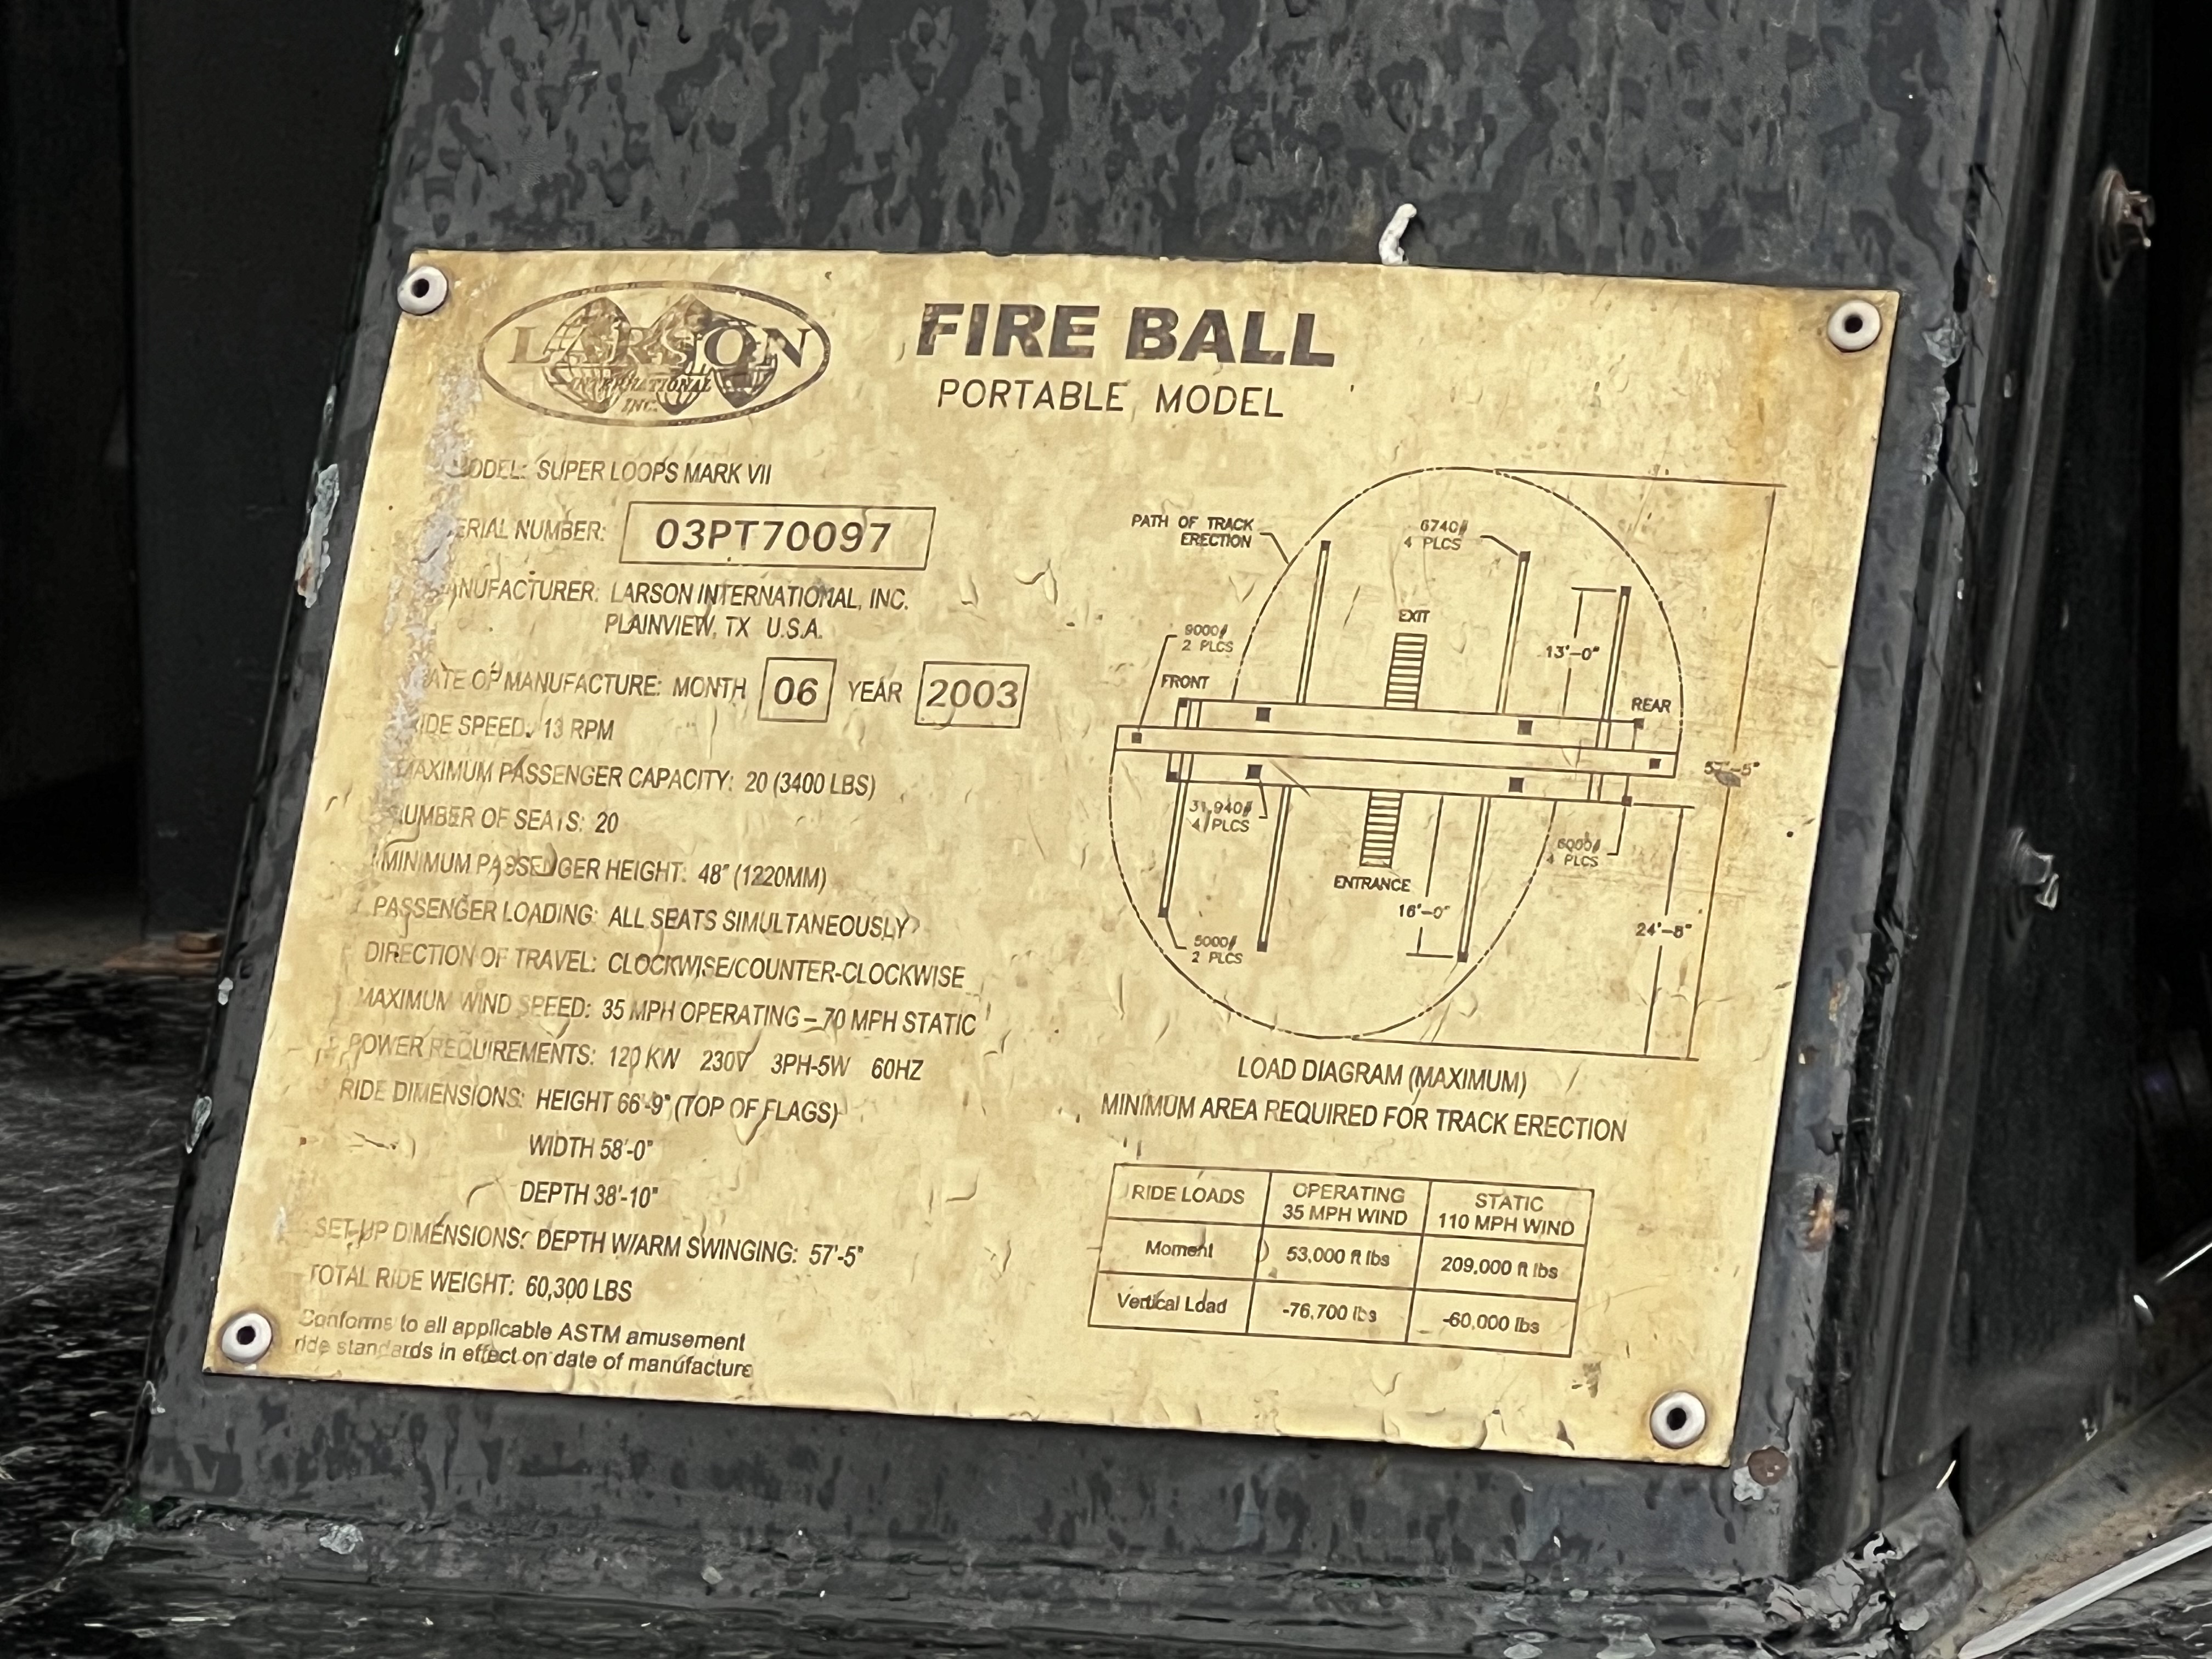 LARSON
INTERNATIONAL
INC.
FIRE BALL
PORTABLE MODEL
MODEL: SUPER LOOPS MARK VII
SERIAL NUMBER: 03PT70097
MANUFACTURER: LARSON INTERNATIONAL, INC.
PLAINVIEW, TX U.S.A.
DATE OF MANUFACTURE: MONTH 06 YEAR 2003
RIDE SPEED: 13 RPM
MAXIMUM PASSENGER CAPACITY: 20 (3400 LBS)
NUMBER OF SEATS: 20
MINIMUM PASSENGER HEIGHT: 48" (1220MM)
PASSENGER LOADING: ALL SEATS SIMULTANEOUSLY
DIRECTION OF TRAVEL: CLOCKWISE/COUNTER-CLOCKWISE
MAXIMUM WIND SPEED: 35 MPH OPERATING – 70 MPH STATIC
POWER REQUIREMENTS: 120 KW 230V 3PH-5W 60HZ
RIDE DIMENSIONS: HEIGHT 66'-9" (TOP OF FLAGS)
WIDTH 58'-0"
DEPTH 38'-10"
SET-UP DIMENSIONS: DEPTH W/ARM SWINGING: 57'-5"
TOTAL RIDE WEIGHT: 60,300 LBS
Conforms to all applicable ASTM amusement
ride standards in effect on date of manufacture
PATH OF TRACK
ERECTION
6740#
4 PLCS
EXIT
9000#
2 PLCS
13'-0"
FRONT
REAR
57'-5"
31,940#
4 PLCS
6000#
4 PLCS
ENTRANCE
16'-0"
24'-8"
5000#
2 PLCS
LOAD DIAGRAM (MAXIMUM)
MINIMUM AREA REQUIRED FOR TRACK ERECTION
RIDE LOADS OPERATING 35 MPH WIND STATIC 110 MPH WIND
Moment 53,000 ft lbs 209,000 ft lbs
Vertical Load -76,700 lbs -60,000 lbs